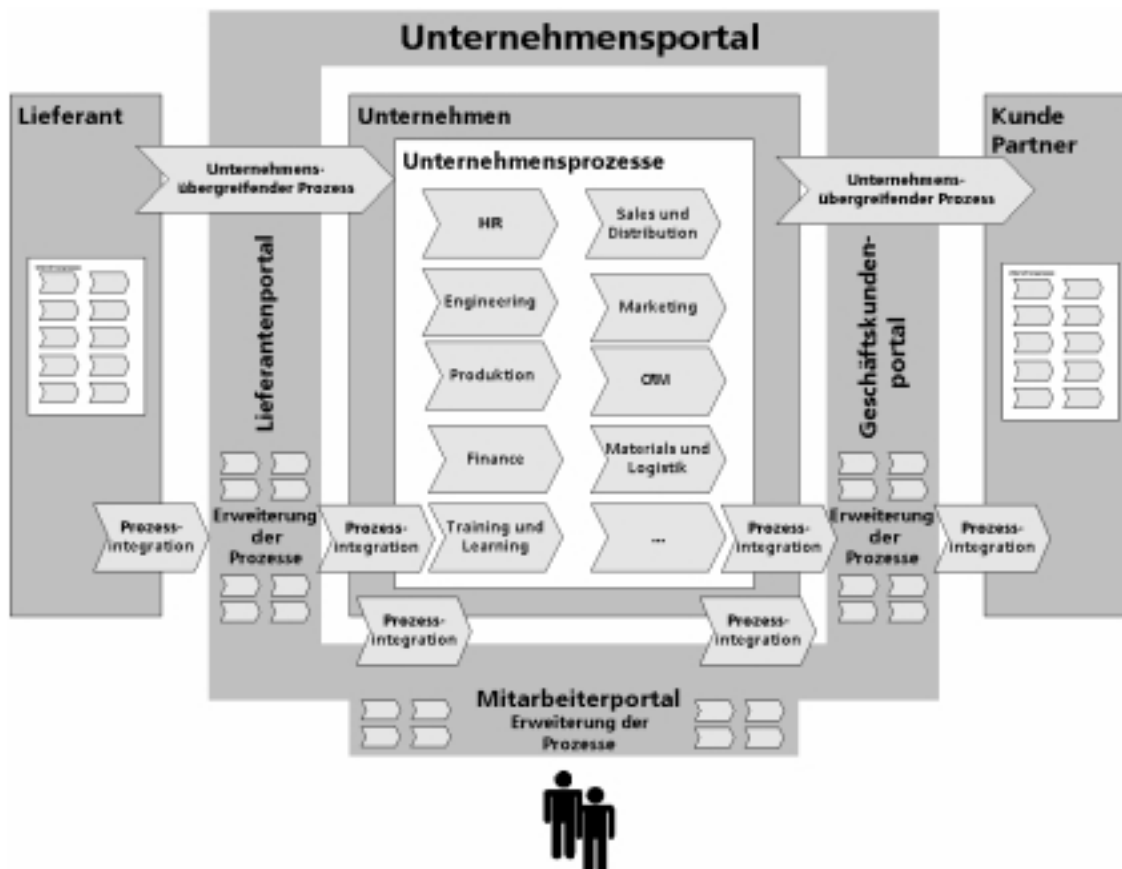 Unternehmensportal
Lieferant
Unternehmen
Kunde
Partner
Unternehmensprozesse
Unternehmens-
übergreifender Prozess
Unternehmens-
übergreifender Prozess
HR
Sales und
Distribution
Engineering
Marketing
Produktion
CRM
Finance
Materials und
Logistik
Training und
Learning
...
Lieferantenportal
Geschäftskunden-
portal
Prozess-
integration
Erweiterung
der
Prozesse
Prozess-
integration
Prozess-
integration
Erweiterung
der
Prozesse
Prozess-
integration
Prozess-
integration
Prozess-
integration
Mitarbeiterportal
Erweiterung der
Prozesse